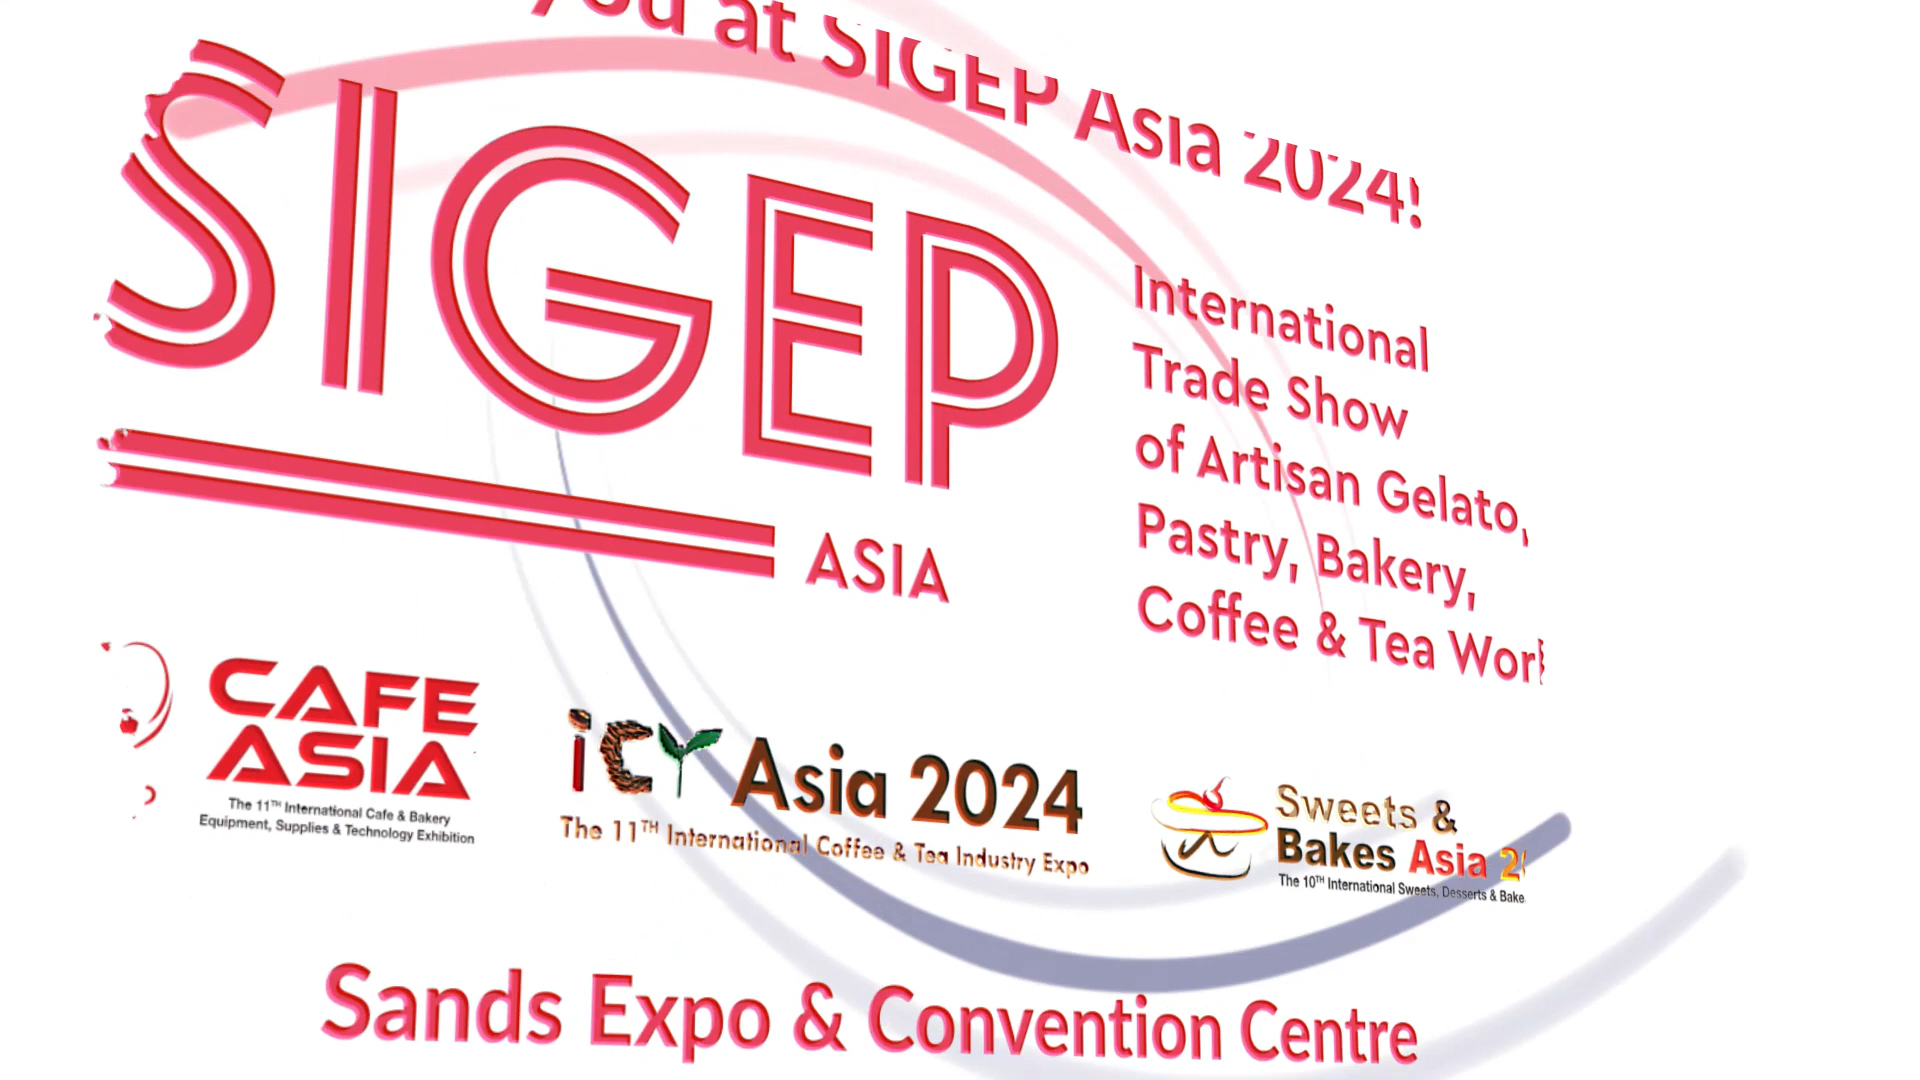 you at SIGEP Asia 2024!
SIGEP
ASIA
International
Trade Show
of Artisan Gelato,
Pastry, Bakery,
Coffee & Tea
CAFE
ASIA
The 11TH International Cafe & Bakery
Equipment, Supplies & Technology Exhibition
iCT Asia 2024
The 11TH International Coffee & Tea Industry Expo
Sweets &
Bakes Asia
The 10TH International Sweets, Desserts &
Sands Expo & Convention Centre